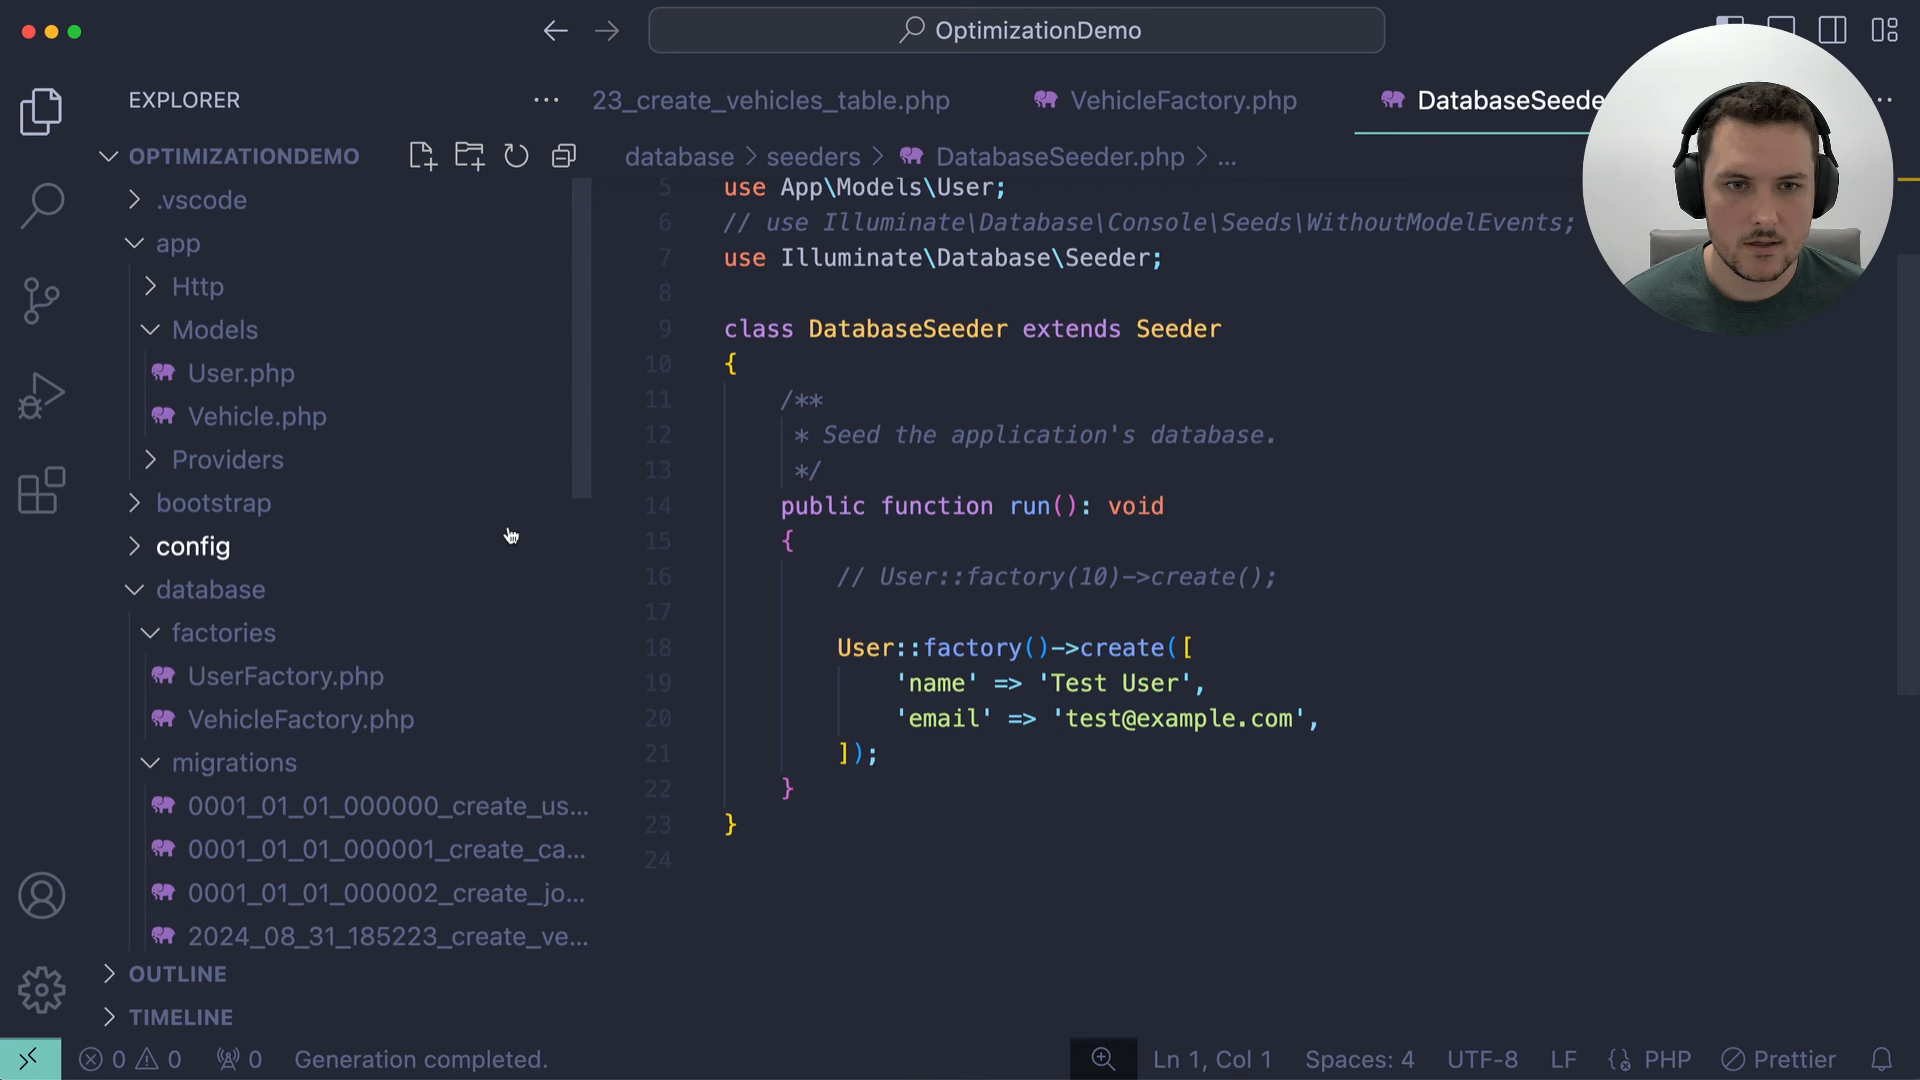 OptimizationDemo
EXPLORER
23_create_vehicles_table.php
VehicleFactory.php
DatabaseSeede
OPTIMIZATIONDEMO
database > seeders > DatabaseSeeder.php > ...
.vscode
app
Http
Models
User.php
Vehicle.php
Providers
bootstrap
config
database
factories
UserFactory.php
VehicleFactory.php
migrations
0001_01_01_000000_create_us...
0001_01_01_000001_create_ca...
0001_01_01_000002_create_jo...
2024_08_31_185223_create_ve...
OUTLINE
TIMELINE
5 use App\Models\User;
6 // use Illuminate\Database\Console\Seeds\WithoutModelEvents;
7 use Illuminate\Database\Seeder;
8
9 class DatabaseSeeder extends Seeder
10 {
11 /**
12 * Seed the application's database.
13 */
14 public function run(): void
15 {
16 // User::factory(10)->create();
17
18 User::factory()->create([
19 'name' => 'Test User',
20 'email' => 'test@example.com',
21 ]);
22 }
23 }
24
0 0 0 Generation completed. Ln 1, Col 1 Spaces: 4 UTF-8 LF PHP Prettier